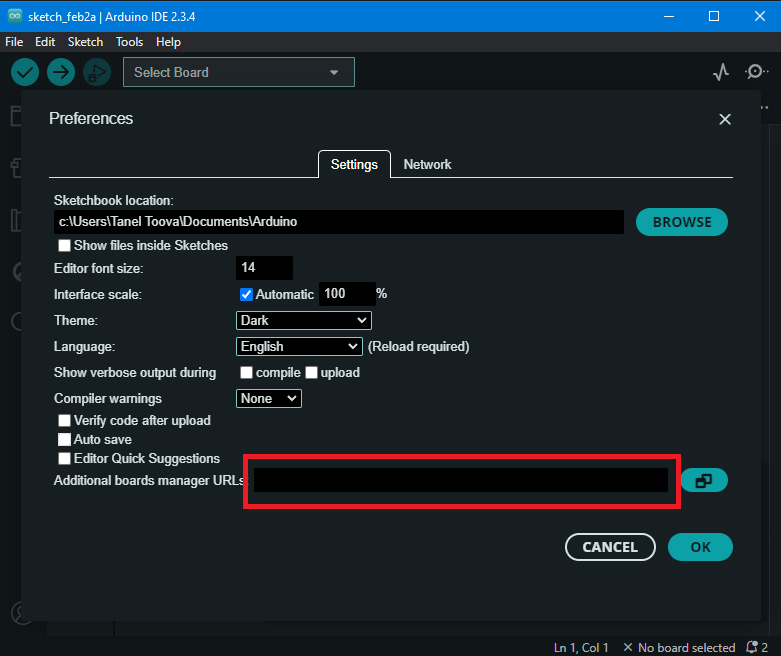 sketch_feb2a | Arduino IDE 2.3.4
File Edit Sketch Tools Help
Select Board
Preferences
Settings Network
Sketchbook location:
c:\Users\Tanel Toova\Documents\Arduino BROWSE
Show files inside Sketches
Editor font size: 14
Interface scale: Automatic 100 %
Theme: Dark
Language: English (Reload required)
Show verbose output during compile upload
Compiler warnings None
Verify code after upload
Auto save
Editor Quick Suggestions
Additional boards manager URLs
CANCEL OK
Ln 1, Col 1 No board selected 2